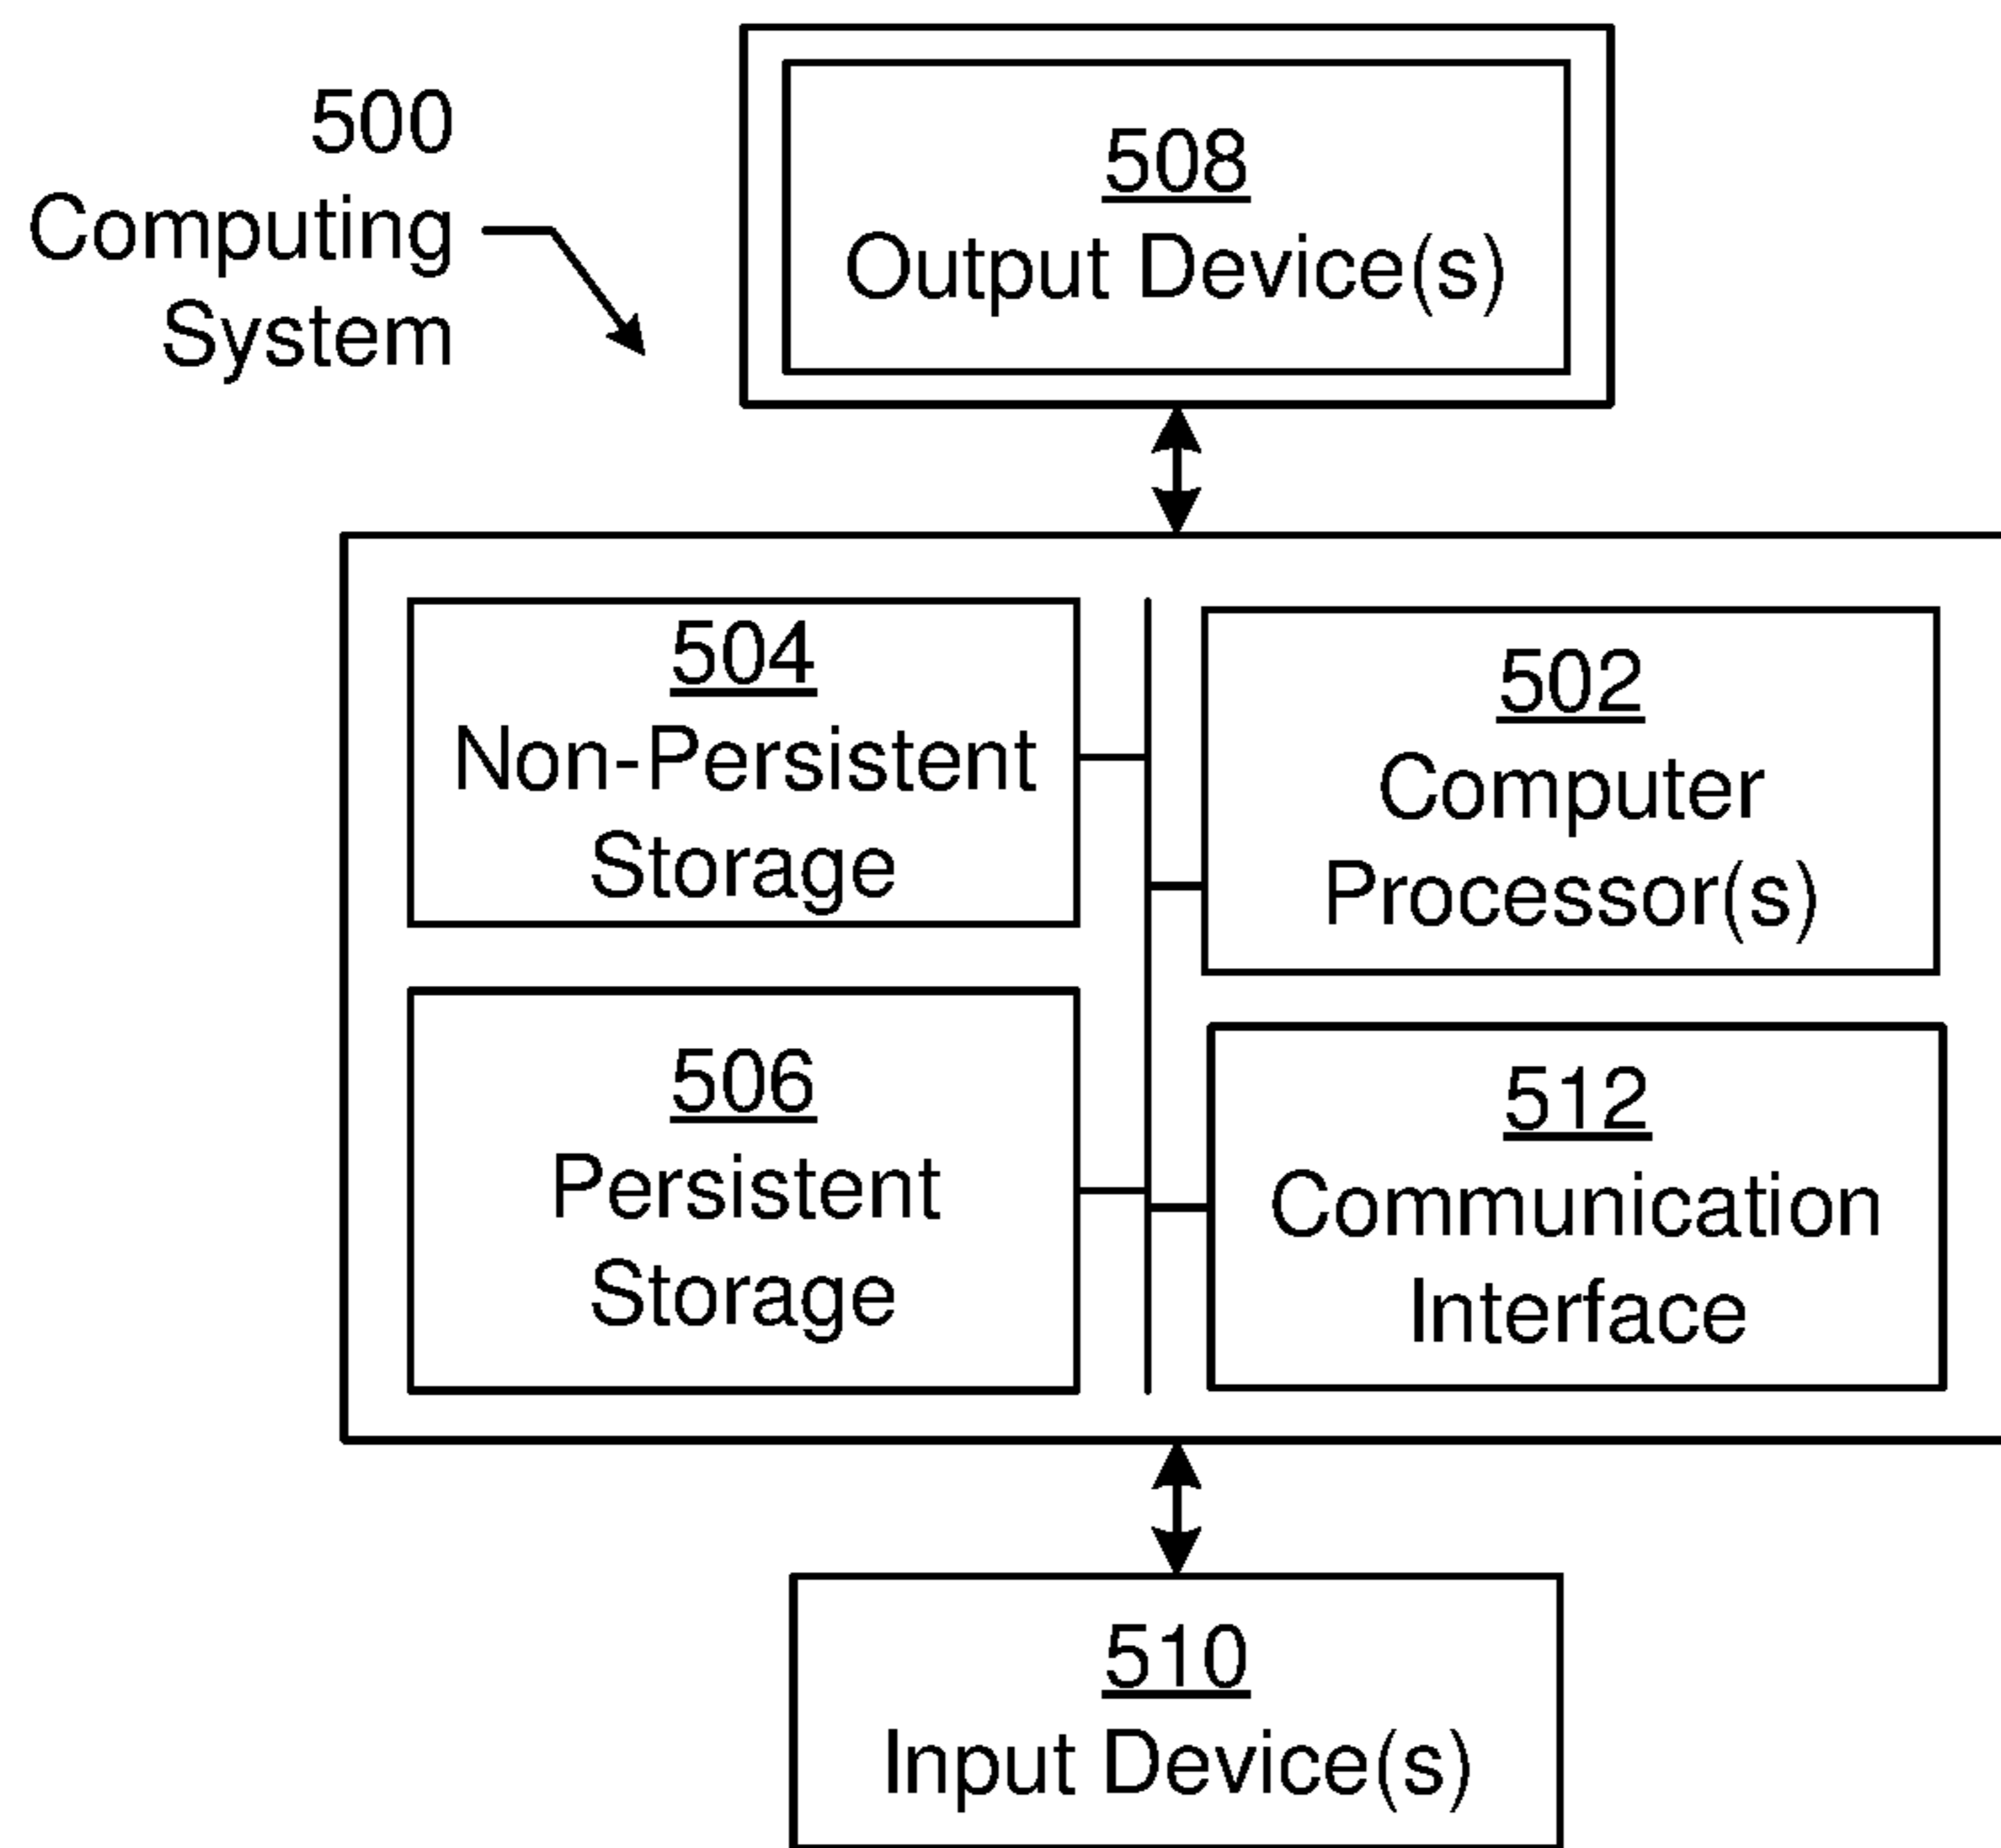 500
Computing
System
508
Output Device(s)
504
Non-Persistent
Storage
502
Computer
Processor(s)
506
Persistent
Storage
512
Communication
Interface
510
Input Device(s)